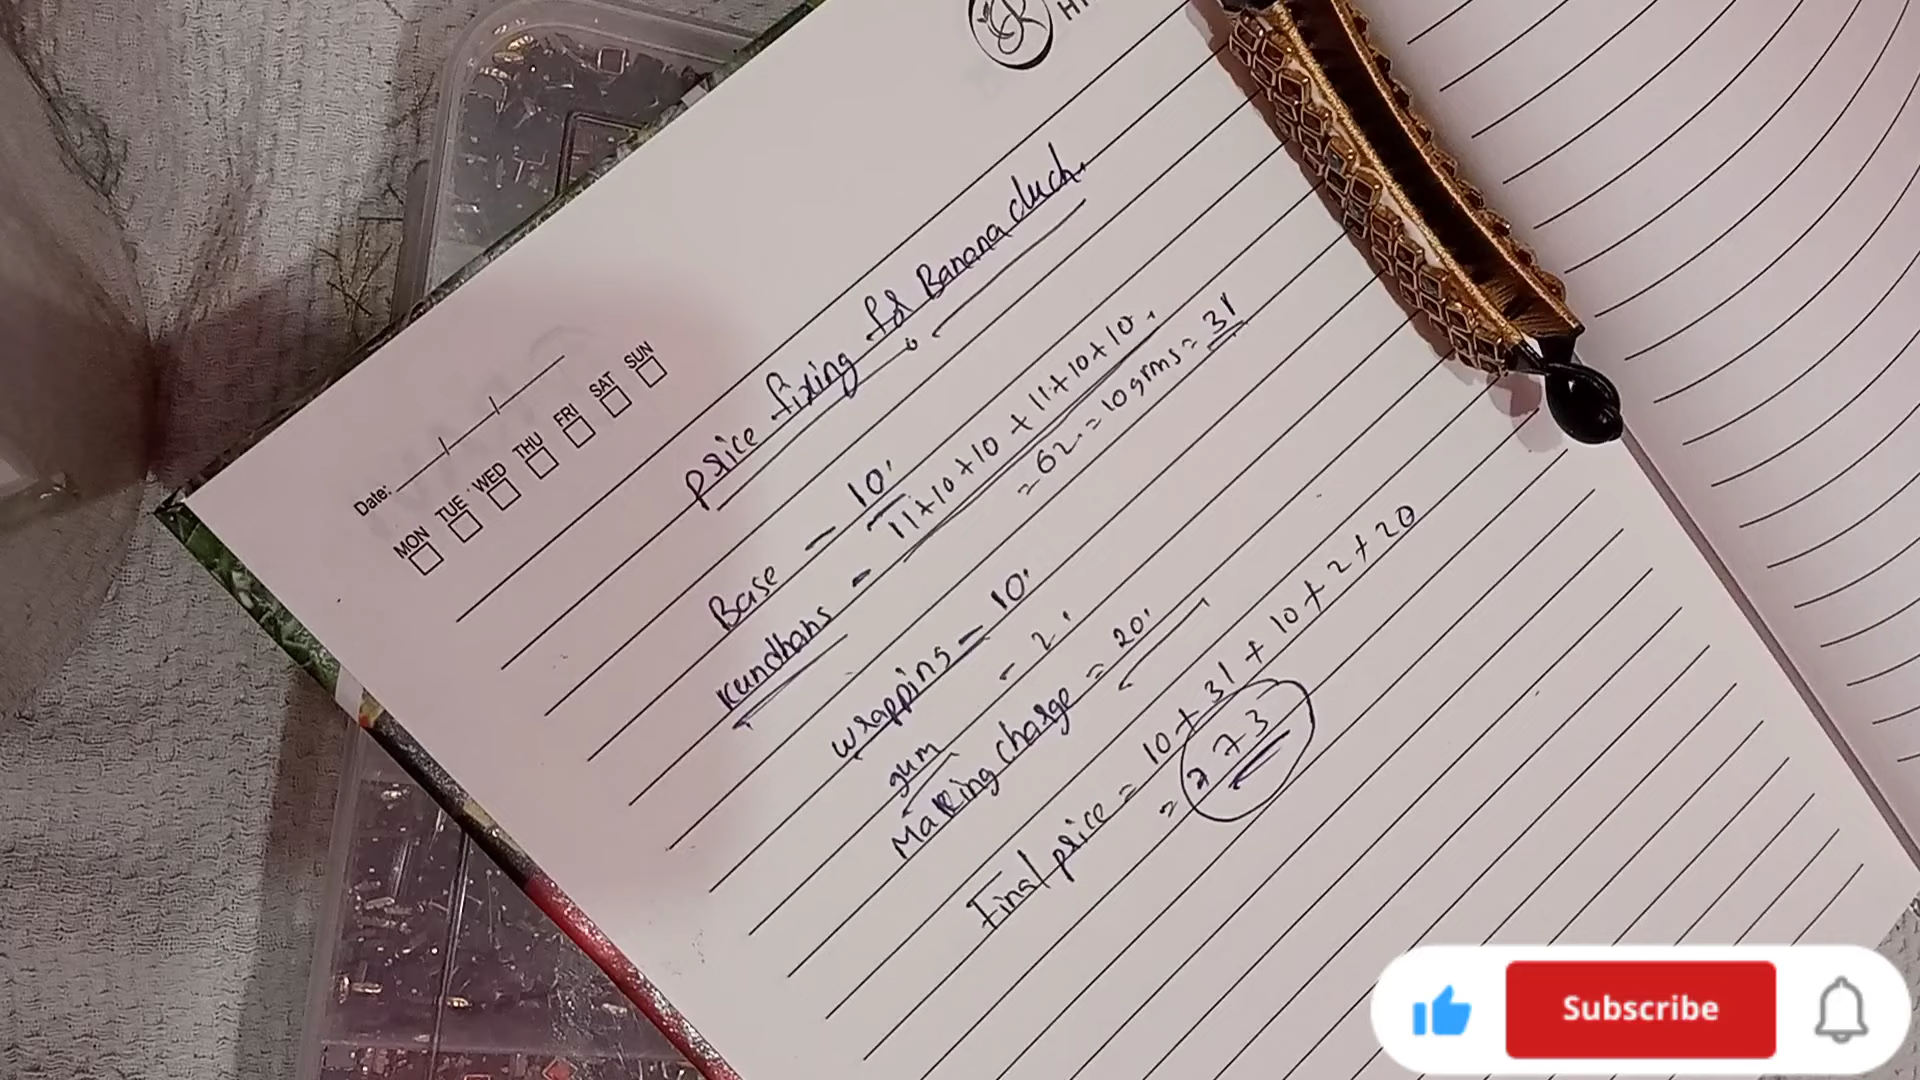 Date:
MON TUE WED THU FRI SAT SUN
Price fixing for Banana cluch.
Base - 10.
Kundhans - 11+10+10+10+11+10+10.
= 62. = 10grms = 31
Wrapping = 10.
gum - 2.
Making charge = 20.
Final price = 10+31+10+2+20
= 73
Subscribe